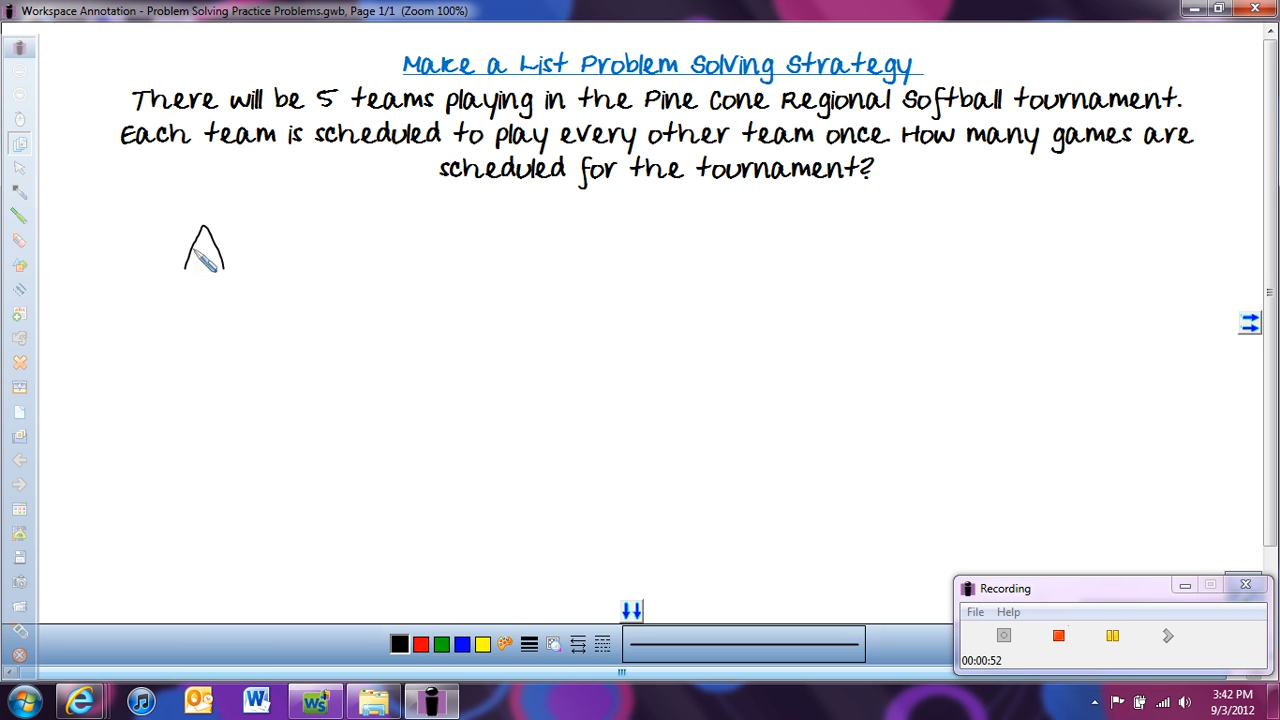 Workspace Annotation - Problem Solving Practice Problems.gwb, Page 1/1 (Zoom 100%)
Make a List Problem Solving Strategy
There will be 5 teams playing in the Pine Cone Regional Softball tournament.
Each team is scheduled to play every other team once. How many games are
scheduled for the tournament?
A
Recording
File Help
00:00:52
3:42 PM
9/3/2012